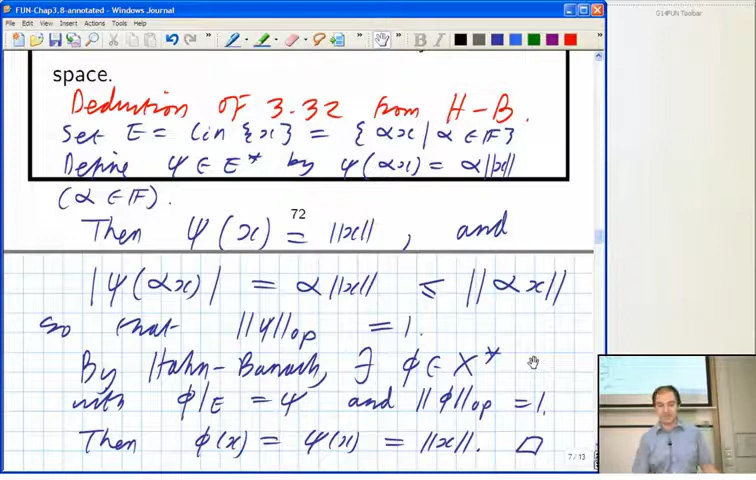 FUN-Chap3.8-annotated - Windows Journal
File Edit View Insert Actions Tools Help
G14FUN Toolbar
space.
Deduction of 3.32 from H-B.
Set E = lin {x} = {αx | α ∈ 𝔽}
Define ψ ∈ E* by ψ(αx) = α||x||
(α ∈ 𝔽).
72
Then ψ(x) = ||x||, and
|ψ(αx)| = α||x|| ≤ ||αx||
so that ||ψ||op = 1.
By Hahn-Banach, ∃ φ ∈ X*
with φ|E = ψ and ||φ||op = 1.
Then φ(x) = ψ(x) = ||x||. □
7 / 13